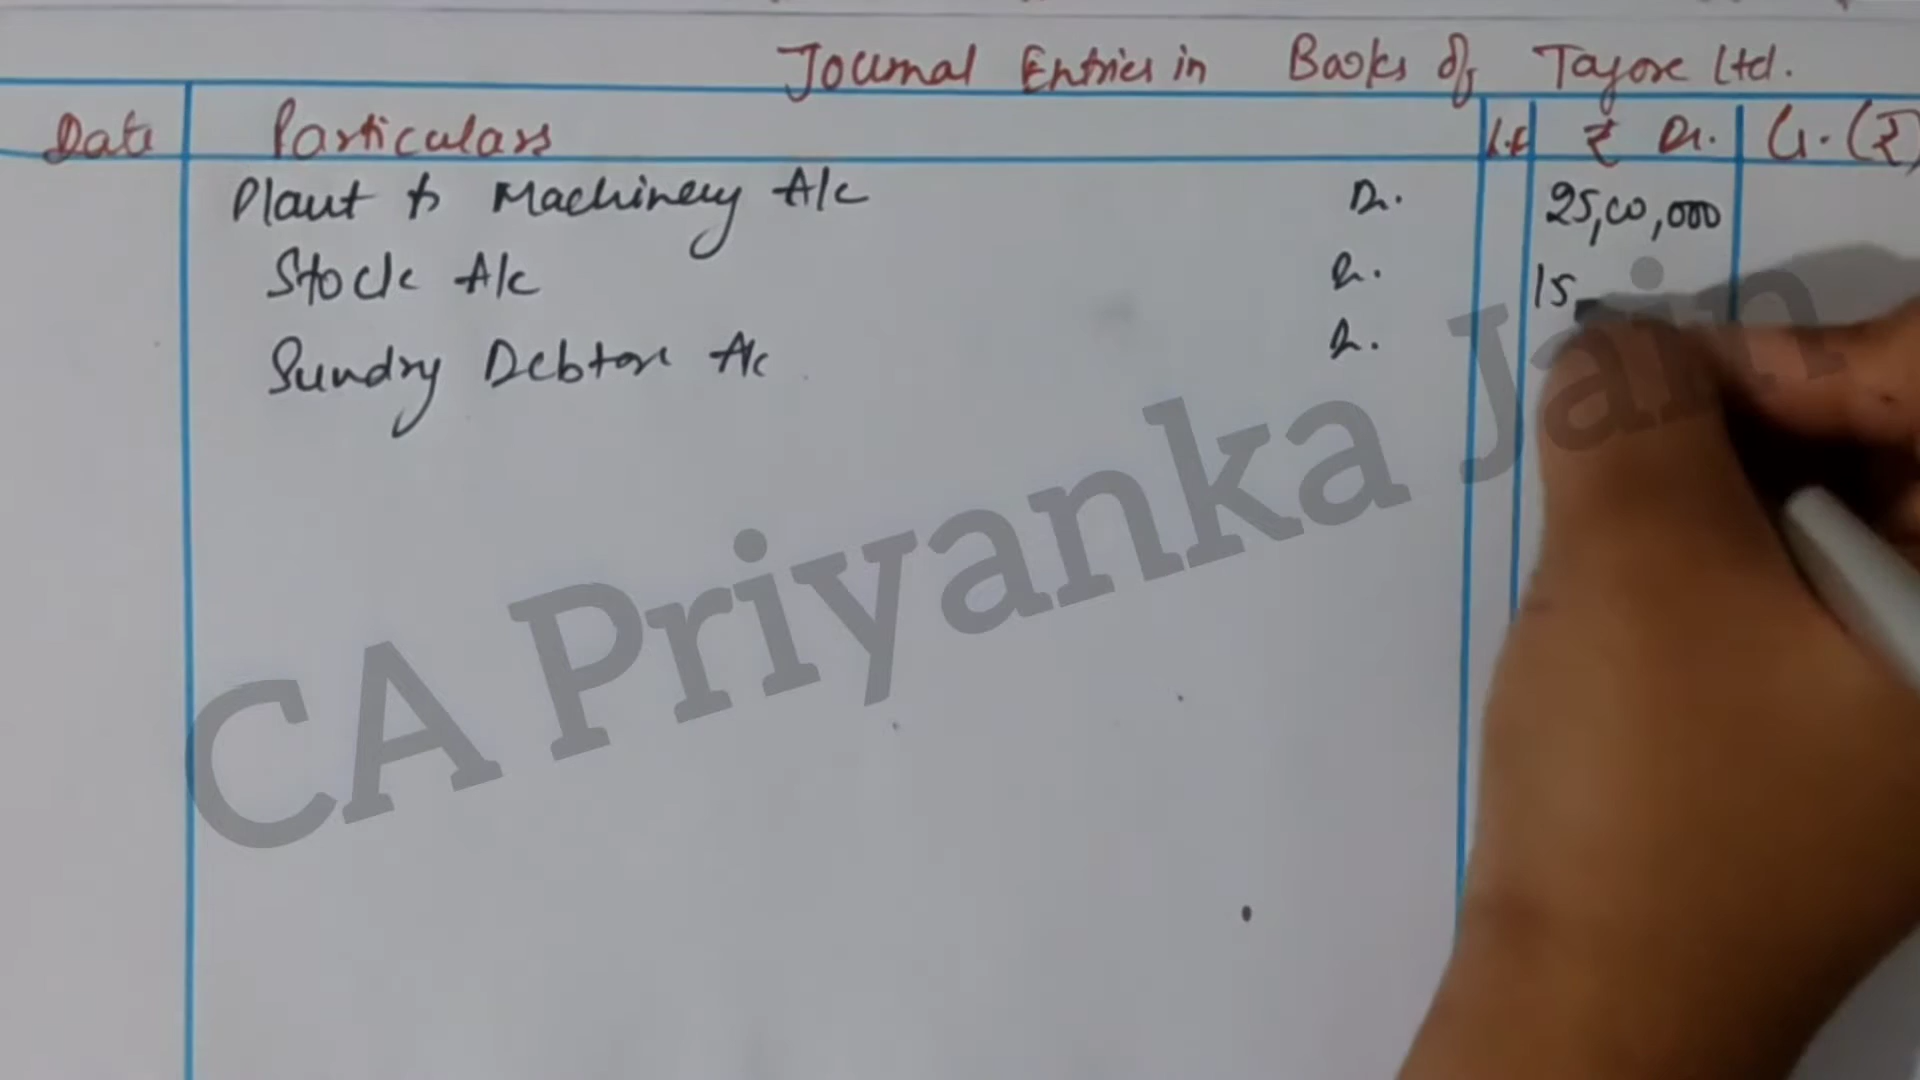 Journal Entries in Books of Tagore Ltd.
Date Particulars L.F ₹ Dr. Cr. (₹)
Plant & Machinery A/c Dr. 25,00,000
Stock A/c Dr. 15,
Sundry Debtors A/c Dr.
CA Priyanka Jain